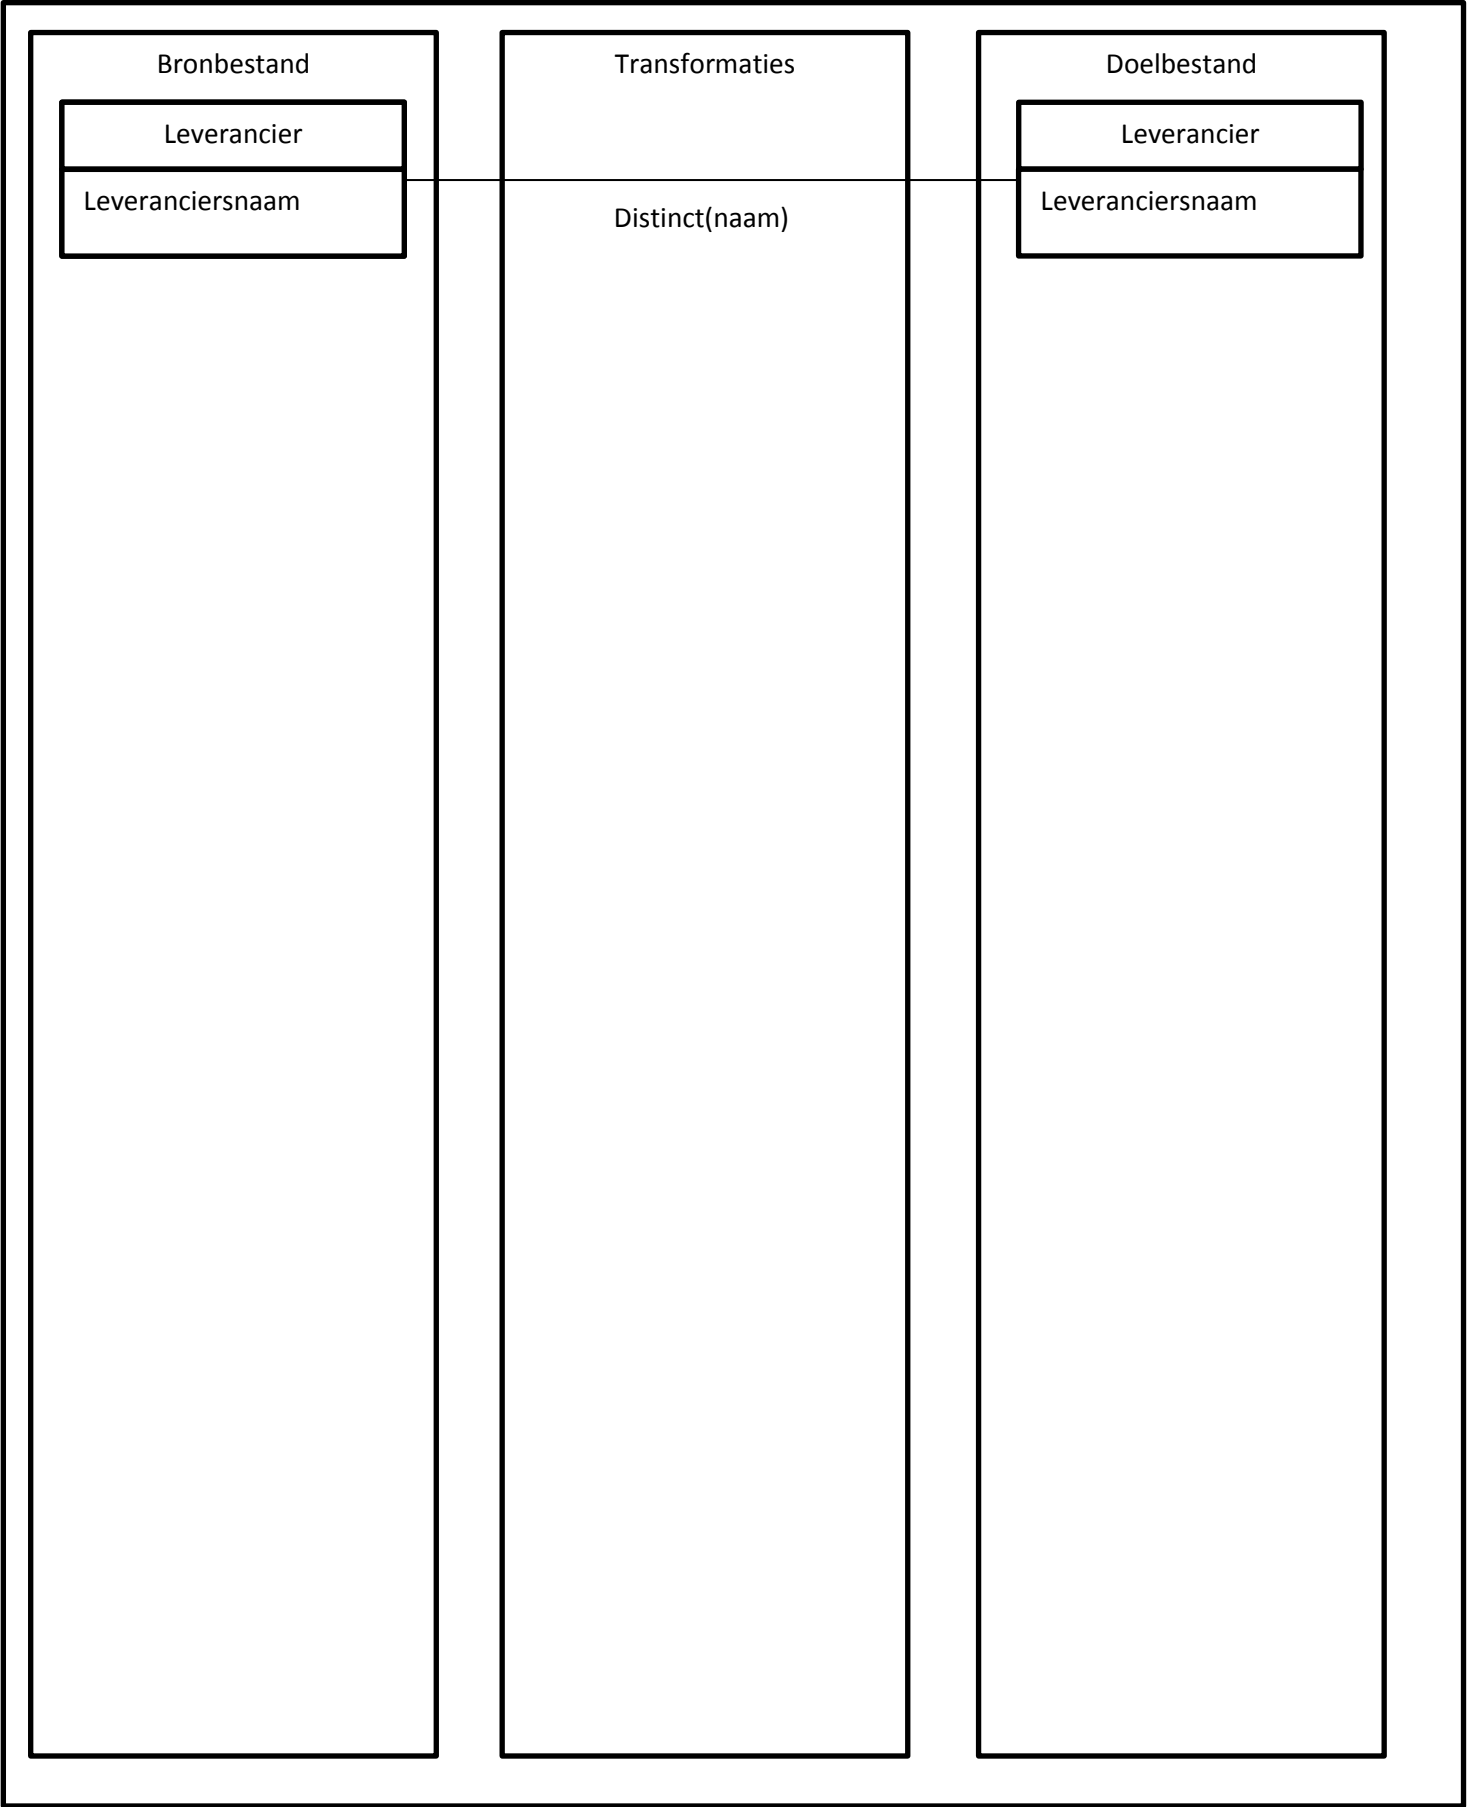 Bronbestand
Transformaties
Doelbestand
Leverancier
Leverancier
Leveranciersnaam
Distinct(naam)
Leveranciersnaam